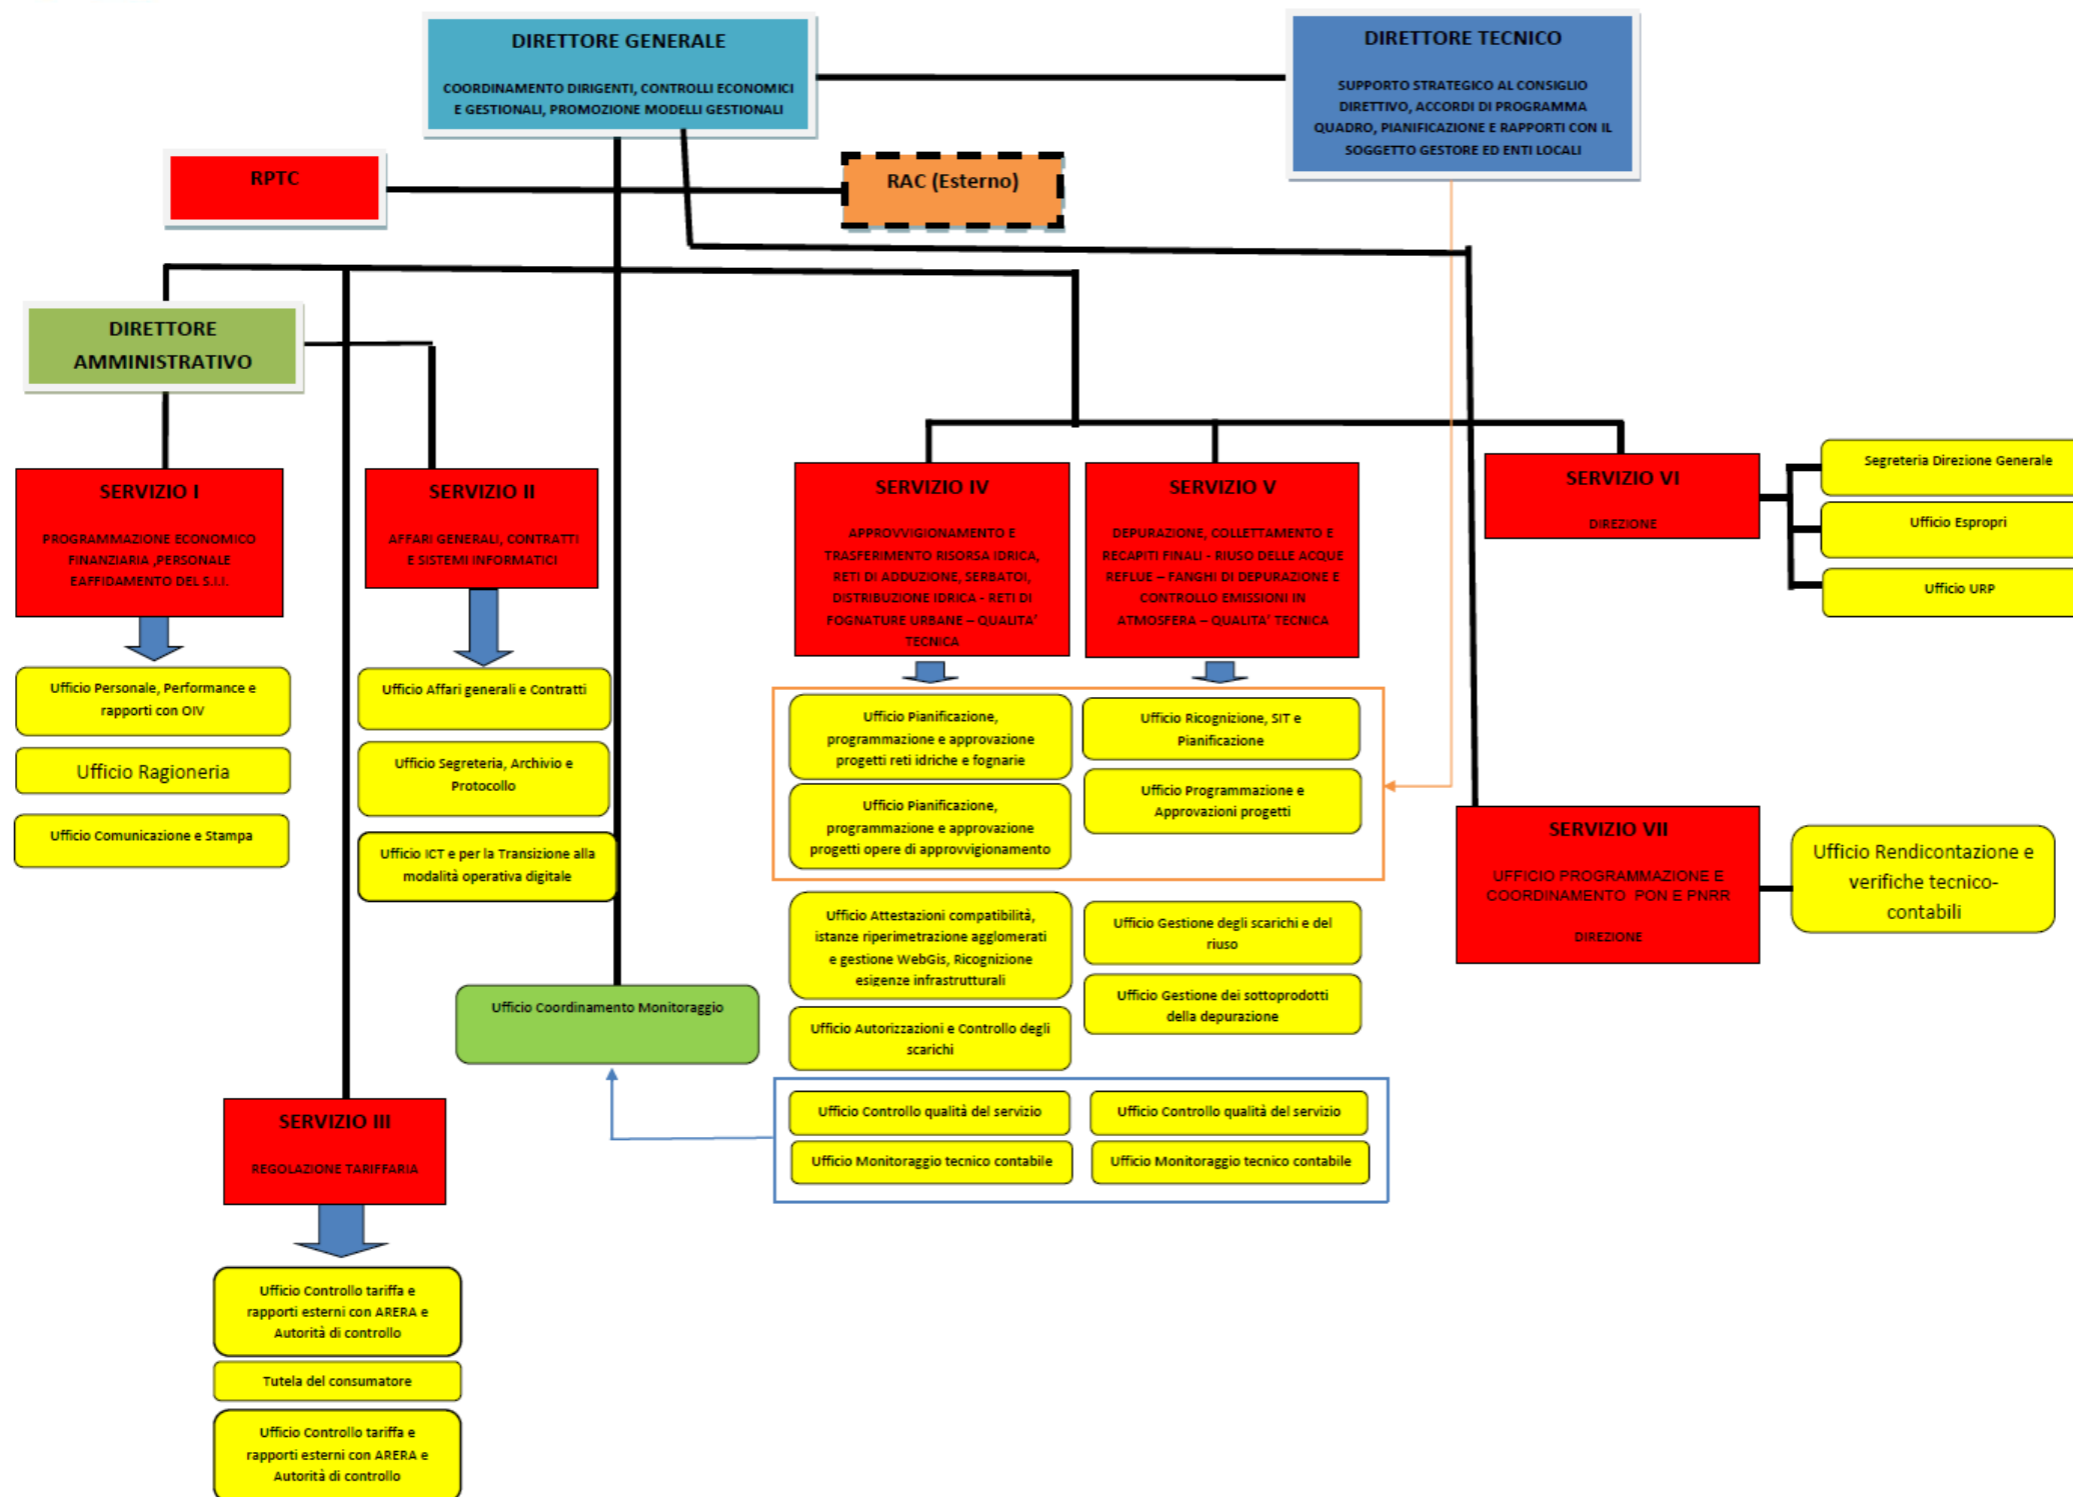 DIRETTORE GENERALE
COORDINAMENTO DIRIGENTI, CONTROLLI ECONOMICI
E GESTIONALI, PROMOZIONE MODELLI GESTIONALI
DIRETTORE TECNICO
SUPPORTO STRATEGICO AL CONSIGLIO
DIRETTIVO, ACCORDI DI PROGRAMMA
QUADRO, PIANIFICAZIONE E RAPPORTI CON IL
SOGGETTO GESTORE ED ENTI LOCALI
RPTC
RAC (Esterno)
DIRETTORE
AMMINISTRATIVO
SERVIZIO I
PROGRAMMAZIONE ECONOMICO
FINANZIARIA ,PERSONALE
EAFFIDAMENTO DEL S.I.I.
Ufficio Personale, Performance e
rapporti con OIV
Ufficio Ragioneria
Ufficio Comunicazione e Stampa
SERVIZIO II
AFFARI GENERALI, CONTRATTI
E SISTEMI INFORMATICI
Ufficio Affari generali e Contratti
Ufficio Segreteria, Archivio e
Protocollo
Ufficio ICT e per la Transizione alla
modalità operativa digitale
SERVIZIO IV
APPROVVIGIONAMENTO E
TRASFERIMENTO RISORSA IDRICA,
RETI DI ADDUZIONE, SERBATOI,
DISTRIBUZIONE IDRICA - RETI DI
FOGNATURE URBANE – QUALITA’
TECNICA
Ufficio Pianificazione,
programmazione e approvazione
progetti reti idriche e fognarie
Ufficio Pianificazione,
programmazione e approvazione
progetti opere di approvvigionamento
Ufficio Attestazioni compatibilità,
istanze riperimetrazione agglomerati
e gestione WebGis, Ricognizione
esigenze infrastrutturali
Ufficio Autorizzazioni e Controllo degli
scarichi
Ufficio Controllo qualità del servizio
Ufficio Monitoraggio tecnico contabile
SERVIZIO V
DEPURAZIONE, COLLETTAMENTO E
RECAPITI FINALI - RIUSO DELLE ACQUE
REFLUE – FANGHI DI DEPURAZIONE E
CONTROLLO EMISSIONI IN
ATMOSFERA – QUALITA’ TECNICA
Ufficio Ricognizione, SIT e
Pianificazione
Ufficio Programmazione e
Approvazioni progetti
Ufficio Gestione degli scarichi e del
riuso
Ufficio Gestione dei sottoprodotti
della depurazione
Ufficio Controllo qualità del servizio
Ufficio Monitoraggio tecnico contabile
SERVIZIO VI
DIREZIONE
Segreteria Direzione Generale
Ufficio Espropri
Ufficio URP
SERVIZIO VII
UFFICIO PROGRAMMAZIONE E
COORDINAMENTO PON E PNRR
DIREZIONE
Ufficio Rendicontazione e
verifiche tecnico-
contabili
Ufficio Coordinamento Monitoraggio
SERVIZIO III
REGOLAZIONE TARIFFARIA
Ufficio Controllo tariffa e
rapporti esterni con ARERA e
Autorità di controllo
Tutela del consumatore
Ufficio Controllo tariffa e
rapporti esterni con ARERA e
Autorità di controllo